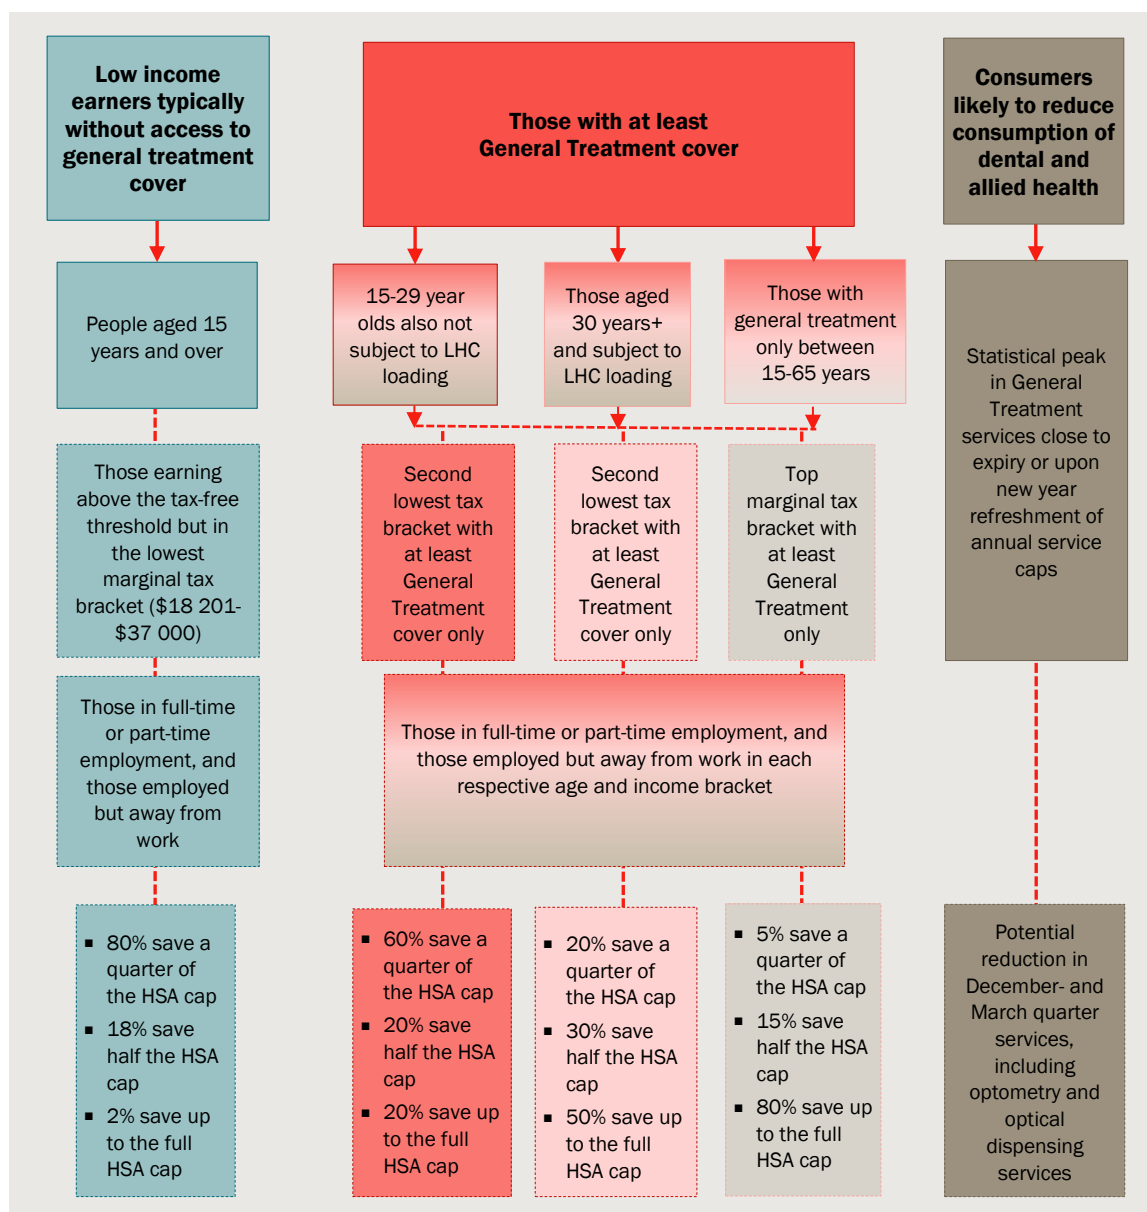 Low income
earners typically
without access to
general treatment
cover
Those with at least
General Treatment cover
Consumers
likely to reduce
consumption of
dental and
allied health
People aged 15
years and over
15-29 year
olds also not
subject to LHC
loading
Those aged
30 years+
and subject to
LHC loading
Those with
general treatment
only between
15-65 years
Statistical peak
in General
Treatment
services close to
expiry or upon
new year
refreshment of
annual service
caps
Those earning
above the tax-free
threshold but in
the lowest
marginal tax
bracket ($18 201-
$37 000)
Second
lowest tax
bracket with
at least
General
Treatment
cover only
Second
lowest tax
bracket with
at least
General
Treatment
cover only
Top
marginal tax
bracket with
at least
General
Treatment
only
Those in full-time
or part-time
employment, and
those employed
but away from
work
Those in full-time or part-time employment, and
those employed but away from work in each
respective age and income bracket
▪ 80% save a
quarter of
the HSA cap
▪ 18% save
half the HSA
cap
▪ 2% save up
to the full
HSA cap
▪ 60% save a
quarter of
the HSA cap
▪ 20% save
half the HSA
cap
▪ 20% save up
to the full
HSA cap
▪ 20% save a
quarter of
the HSA cap
▪ 30% save
half the HSA
cap
▪ 50% save up
to the full
HSA cap
▪ 5% save a
quarter of
the HSA cap
▪ 15% save
half the HSA
cap
▪ 80% save up
to the full
HSA cap
Potential
reduction in
December- and
March quarter
services,
including
optometry and
optical
dispensing
services